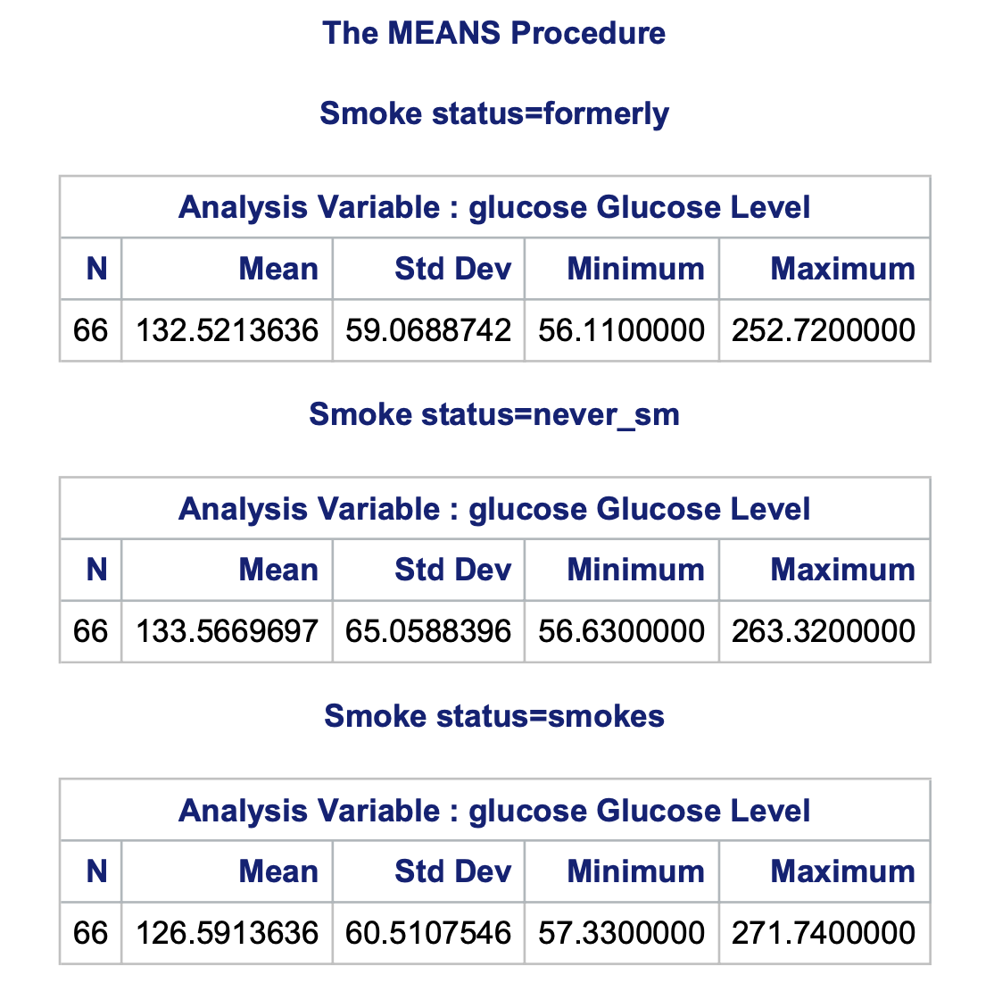 The MEANS Procedure
Smoke status=formerly
Analysis Variable : glucose Glucose Level
N Mean Std Dev Minimum Maximum
66 132.5213636 59.0688742 56.1100000 252.7200000
Smoke status=never_sm
Analysis Variable : glucose Glucose Level
N Mean Std Dev Minimum Maximum
66 133.5669697 65.0588396 56.6300000 263.3200000
Smoke status=smokes
Analysis Variable : glucose Glucose Level
N Mean Std Dev Minimum Maximum
66 126.5913636 60.5107546 57.3300000 271.7400000